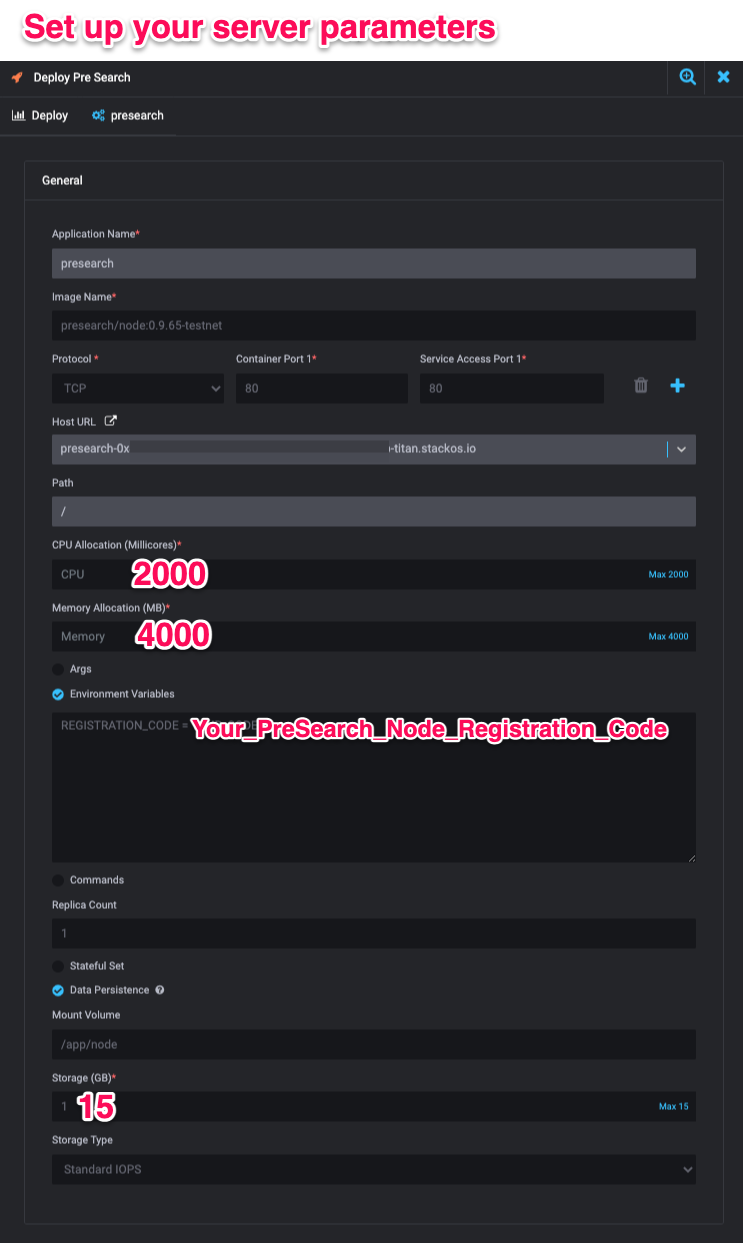 Set up your server parameters
Deploy Pre Search
Deploy presearch
General
Application Name*
presearch
Image Name*
presearch/node:0.9.65-testnet
Protocol * Container Port 1* Service Access Port 1*
TCP 80 80
Host URL
presearch-0x -titan.stackos.io
Path
/
CPU Allocation (Millicores)*
CPU 2000 Max 2000
Memory Allocation (MB)*
Memory 4000 Max 4000
Args
Environment Variables
REGISTRATION_CODE = Your_PreSearch_Node_Registration_Code
Commands
Replica Count
1
Stateful Set
Data Persistence
Mount Volume
/app/node
Storage (GB)*
1 15 Max 15
Storage Type
Standard IOPS